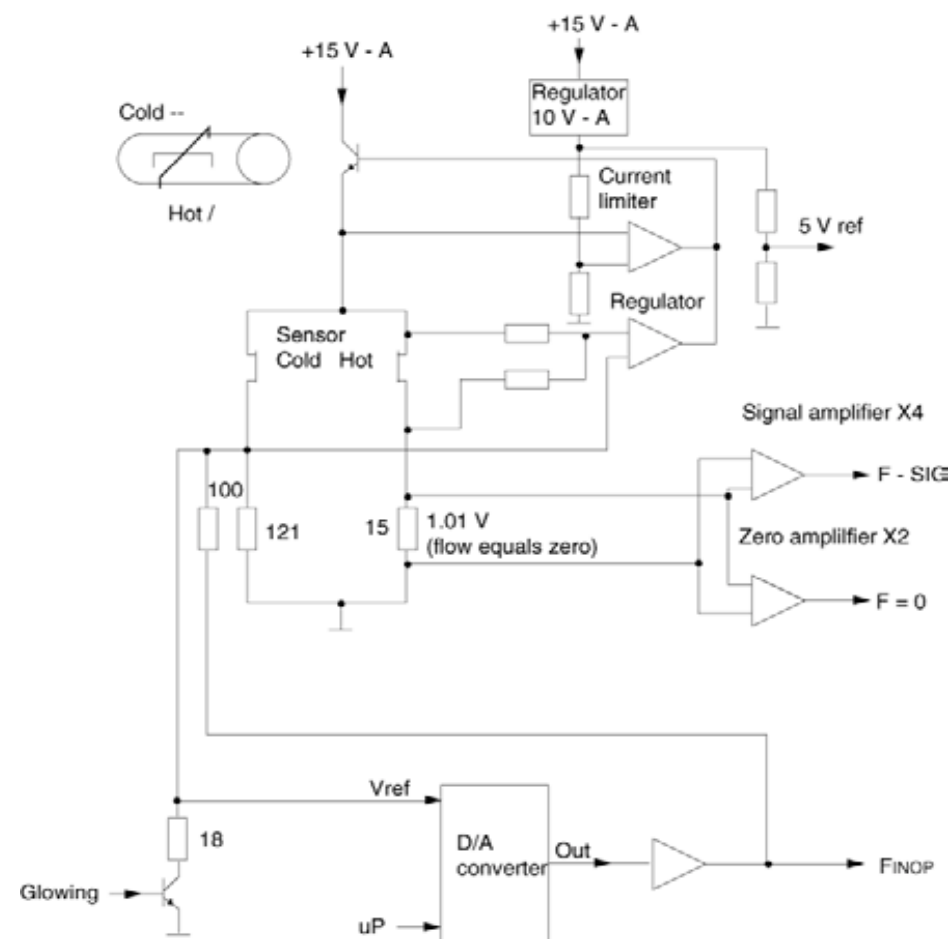 +15 V - A
+15 V - A
Regulator
10 V - A
Cold --
Hot /
Current
limiter
5 V ref
Regulator
Sensor
Cold Hot
Signal amplifier X4
F - SIG
100
121
15
1.01 V
(flow equals zero)
Zero amplilfier X2
F = 0
Vref
18
D/A
converter
Out
FINOP
Glowing
uP